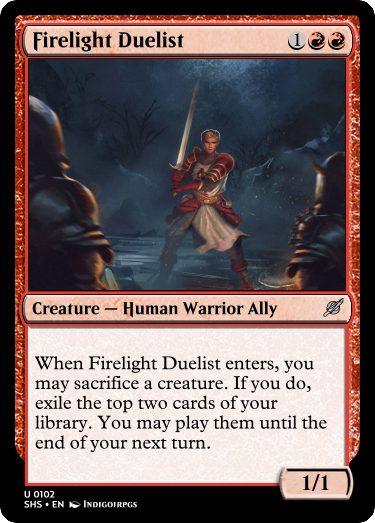 Firelight Duelist 1
Creature — Human Warrior Ally
When Firelight Duelist enters, you
may sacrifice a creature. If you do,
exile the top two cards of your
library. You may play them until the
end of your next turn.
1/1
U 0102
SHS • EN Indigo1rpgs